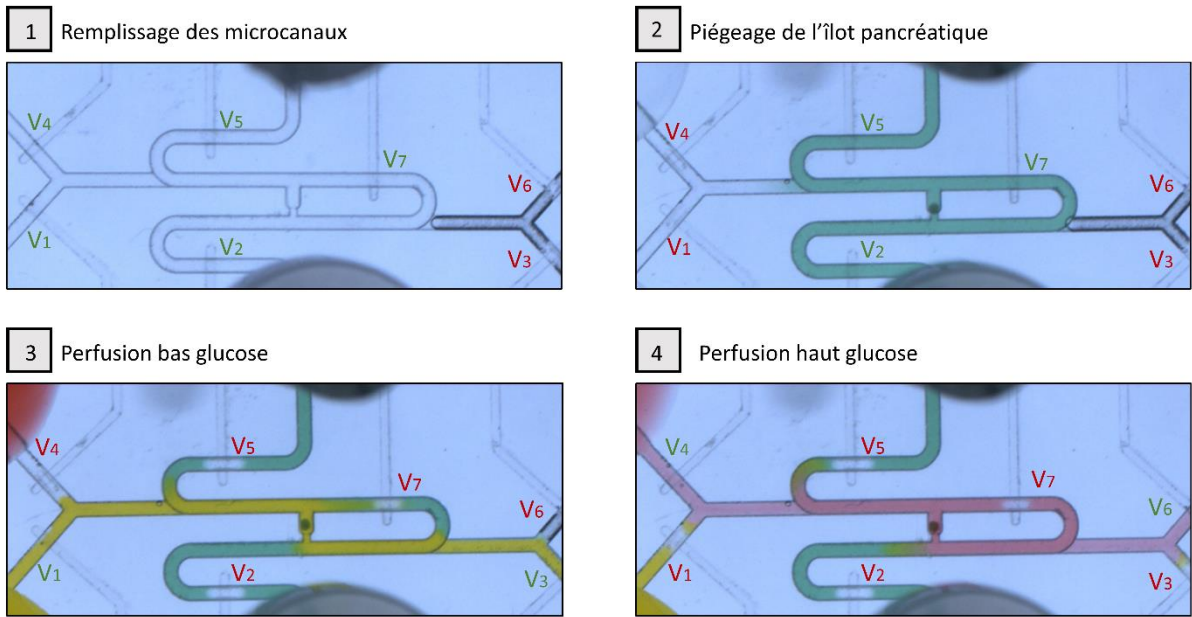 1 Remplissage des microcanaux
V4
V5
V7
V6
V1
V2
V3
2 Piégeage de l’îlot pancréatique
V4
V5
V7
V6
V1
V2
V3
3 Perfusion bas glucose
V4
V5
V7
V6
V1
V2
V3
4 Perfusion haut glucose
V4
V5
V7
V6
V1
V2
V3